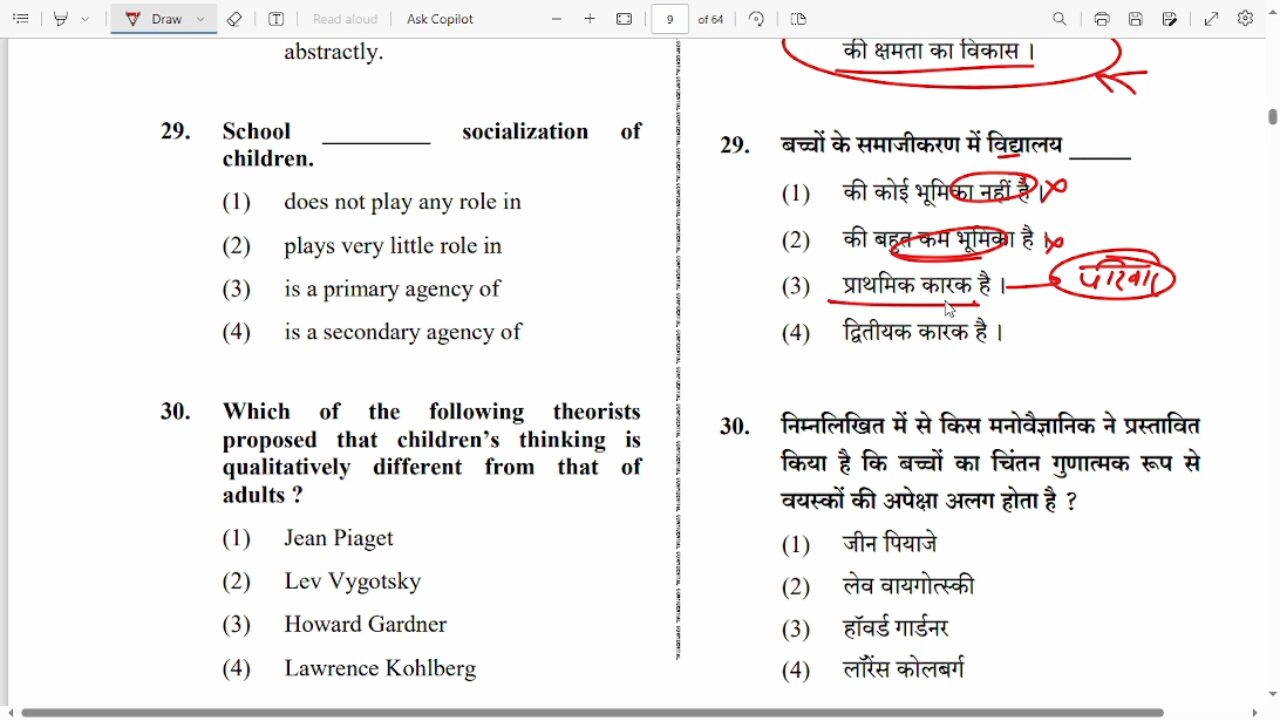 Draw
Read aloud
Ask Copilot
9
of 64
abstractly.
29. School __________ socialization of
children.
(1) does not play any role in
(2) plays very little role in
(3) is a primary agency of
(4) is a secondary agency of
30. Which of the following theorists
proposed that children's thinking is
qualitatively different from that of
adults ?
(1) Jean Piaget
(2) Lev Vygotsky
(3) Howard Gardner
(4) Lawrence Kohlberg
की क्षमता का विकास ।
29. बच्चों के समाजीकरण में विद्यालय _____
(1) की कोई भूमिका नहीं है ।
(2) की बहुत कम भूमिका है ।
(3) प्राथमिक कारक है । परिवार
(4) द्वितीयक कारक है ।
30. निम्नलिखित में से किस मनोवैज्ञानिक ने प्रस्तावित
किया है कि बच्चों का चिंतन गुणात्मक रूप से
वयस्कों की अपेक्षा अलग होता है ?
(1) जीन पियाजे
(2) लेव वायगोत्स्की
(3) हॉवर्ड गार्डनर
(4) लॉरेंस कोलबर्ग